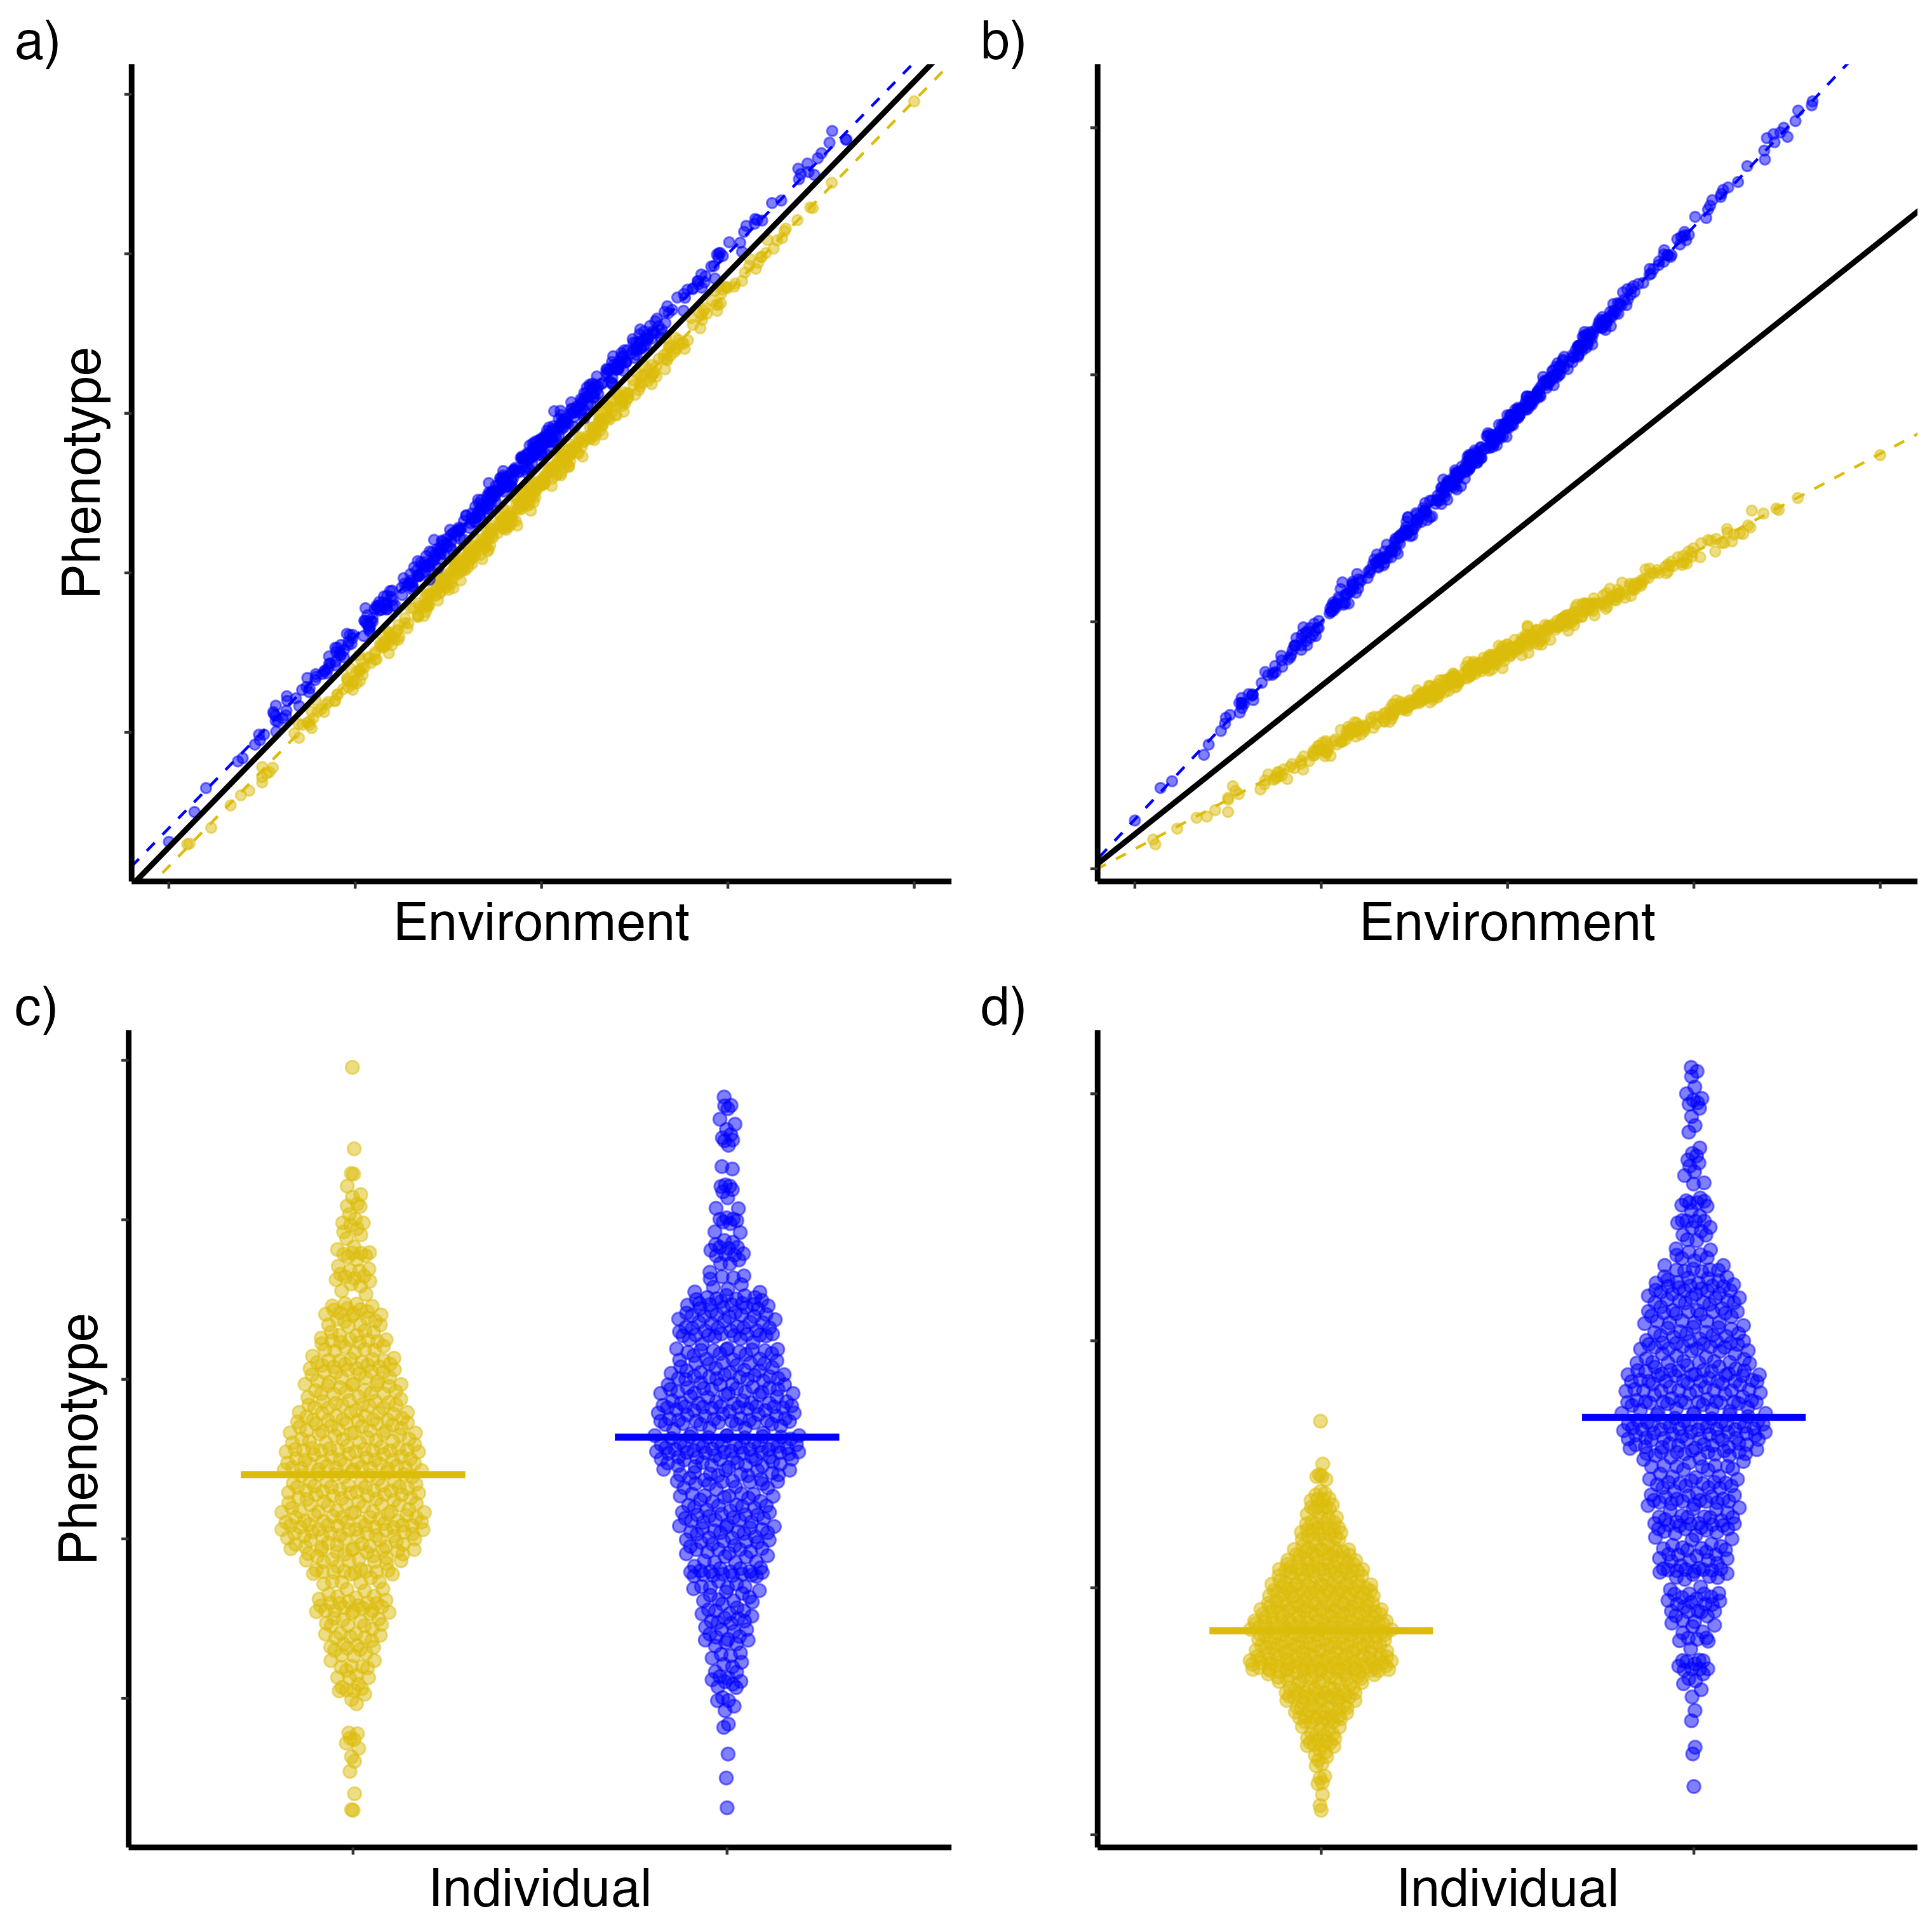 a)
b)
Phenotype
Environment
Environment
c)
d)
Phenotype
Individual
Individual